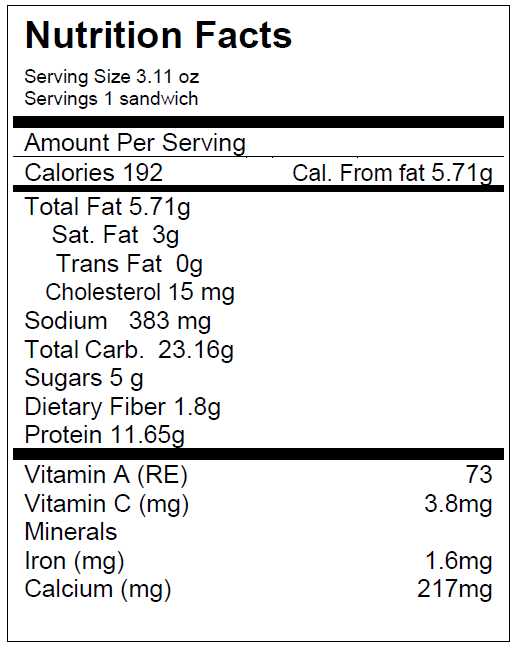 Nutrition Facts
Serving Size 3.11 oz
Servings 1 sandwich
Amount Per Serving
Calories 192 Cal. From fat 5.71g
Total Fat 5.71g
Sat. Fat 3g
Trans Fat 0g
Cholesterol 15 mg
Sodium 383 mg
Total Carb. 23.16g
Sugars 5 g
Dietary Fiber 1.8g
Protein 11.65g
Vitamin A (RE) 73
Vitamin C (mg) 3.8mg
Minerals
Iron (mg) 1.6mg
Calcium (mg) 217mg